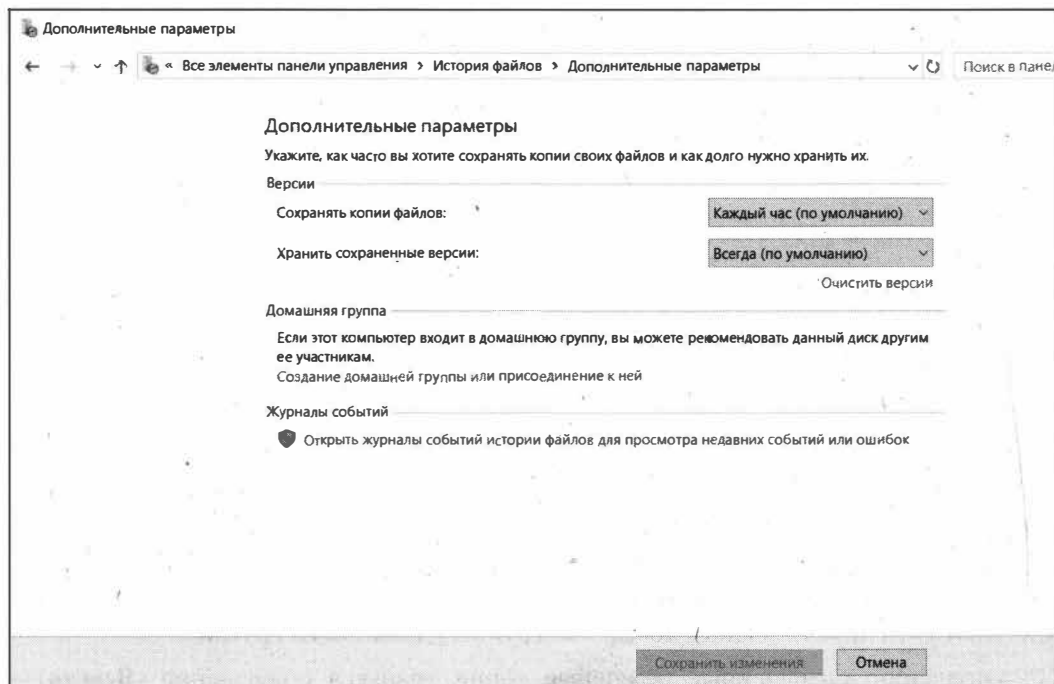 Дополнительные параметры
« Все элементы панели управления > История файлов > Дополнительные параметры
Поиск в панел
Дополнительные параметры
Укажите, как часто вы хотите сохранять копии своих файлов и как долго нужно хранить их.
Версии
Сохранять копии файлов:
Каждый час (по умолчанию)
Хранить сохраненные версии:
Всегда (по умолчанию)
Очистить версии
Домашняя группа
Если этот компьютер входит в домашнюю группу, вы можете рекомендовать данный диск другим
ее участникам.
Создание домашней группы или присоединение к ней
Журналы событий
Открыть журналы событий истории файлов для просмотра недавних событий или ошибок
Сохранить изменения
Отмена